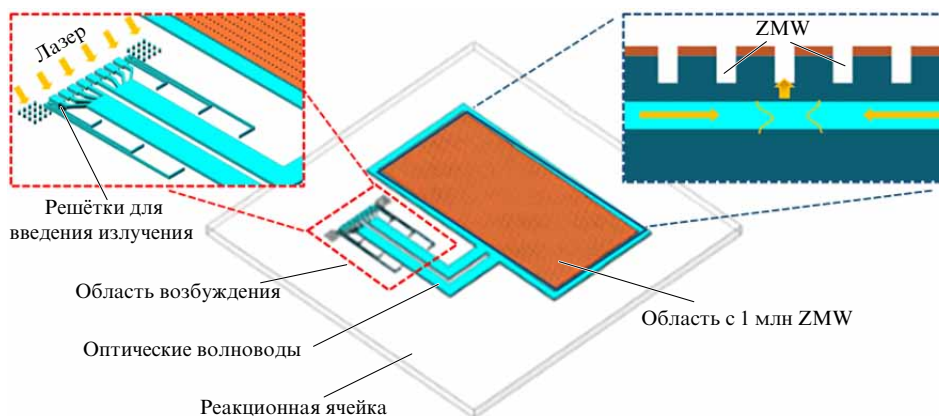 Лазер
ZMW
Решётки для
введения излучения
Область возбуждения
Оптические волноводы
Реакционная ячейка
Область с 1 млн ZMW